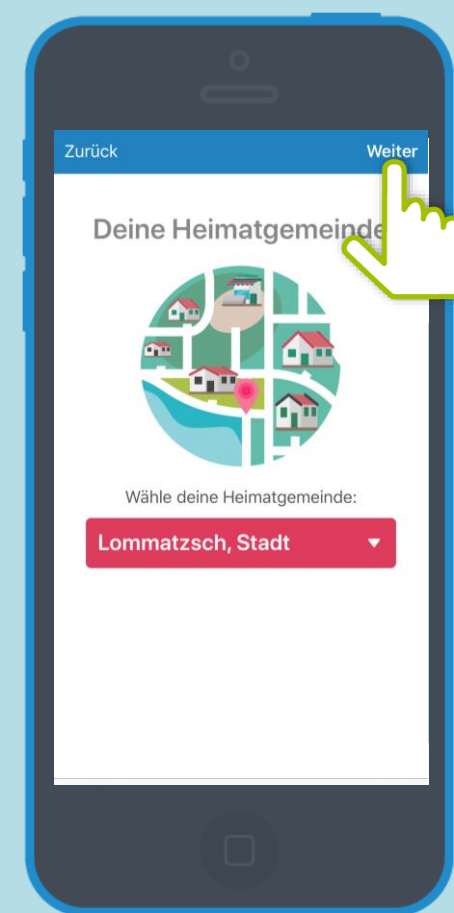 Zurück Weiter
Deine Heimatgemeinde
Wähle deine Heimatgemeinde:
Lommatzsch, Stadt